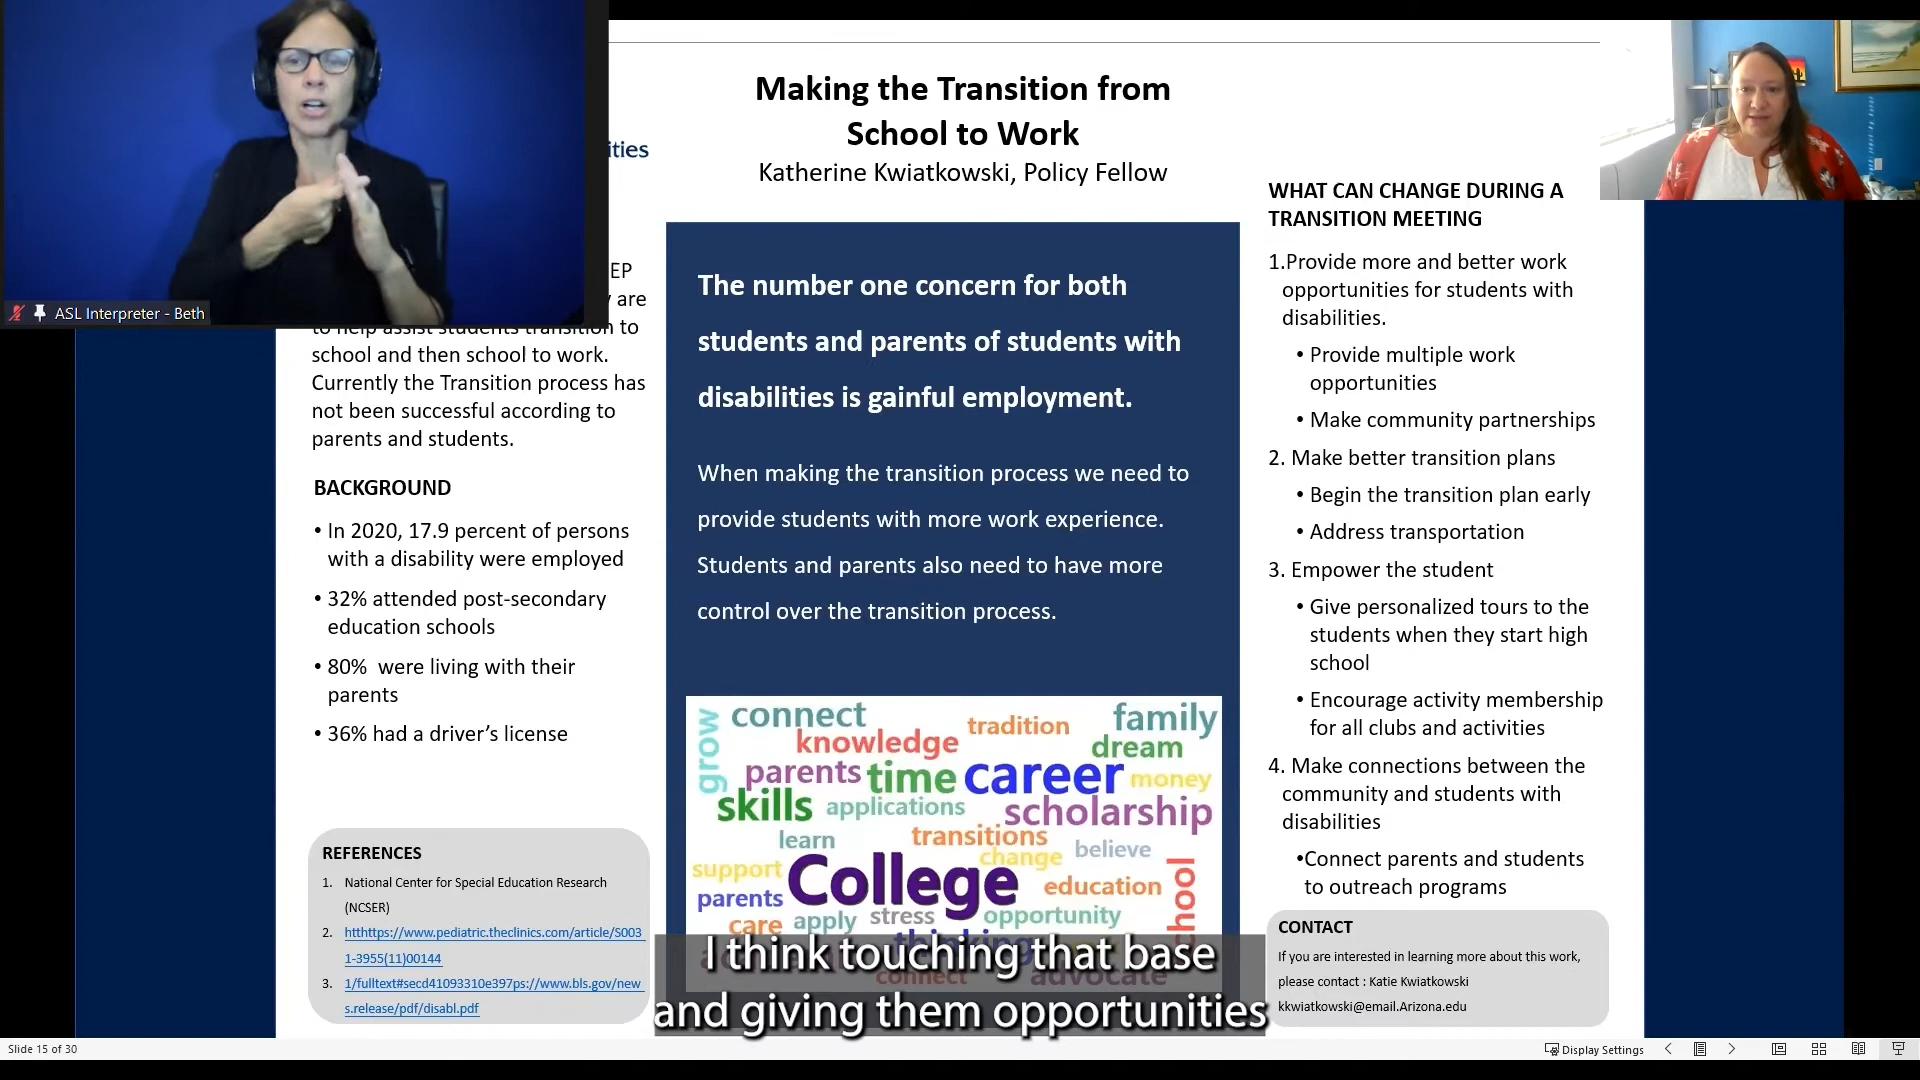 ASL Interpreter - Beth
ities
Making the Transition from
School to Work
Katherine Kwiatkowski, Policy Fellow
EP
are
to help assist students transition to
school and then school to work.
Currently the Transition process has
not been successful according to
parents and students.
BACKGROUND
• In 2020, 17.9 percent of persons
with a disability were employed
• 32% attended post-secondary
education schools
• 80% were living with their
parents
• 36% had a driver’s license
REFERENCES
1. National Center for Special Education Research
(NCSER)
2. htthttps://www.pediatric.theclinics.com/article/S003
1-3955(11)00144
3. 1/fulltext#secd41093310e397ps://www.bls.gov/new
s.release/pdf/disabl.pdf
The number one concern for both
students and parents of students with
disabilities is gainful employment.
When making the transition process we need to
provide students with more work experience.
Students and parents also need to have more
control over the transition process.
grow
connect
tradition
family
knowledge
dream
parents
time
career
money
skills
applications
scholarship
learn
transitions
change
believe
support
College
education
parents
school
care
apply
stress
opportunity
thinking
connect
advocate
I think touching that base
and giving them opportunities
WHAT CAN CHANGE DURING A
TRANSITION MEETING
1.Provide more and better work
opportunities for students with
disabilities.
• Provide multiple work
opportunities
• Make community partnerships
2. Make better transition plans
• Begin the transition plan early
• Address transportation
3. Empower the student
• Give personalized tours to the
students when they start high
school
• Encourage activity membership
for all clubs and activities
4. Make connections between the
community and students with
disabilities
•Connect parents and students
to outreach programs
CONTACT
If you are interested in learning more about this work,
please contact : Katie Kwiatkowski
kkwiatkowski@email.Arizona.edu
Slide 15 of 30
Display Settings